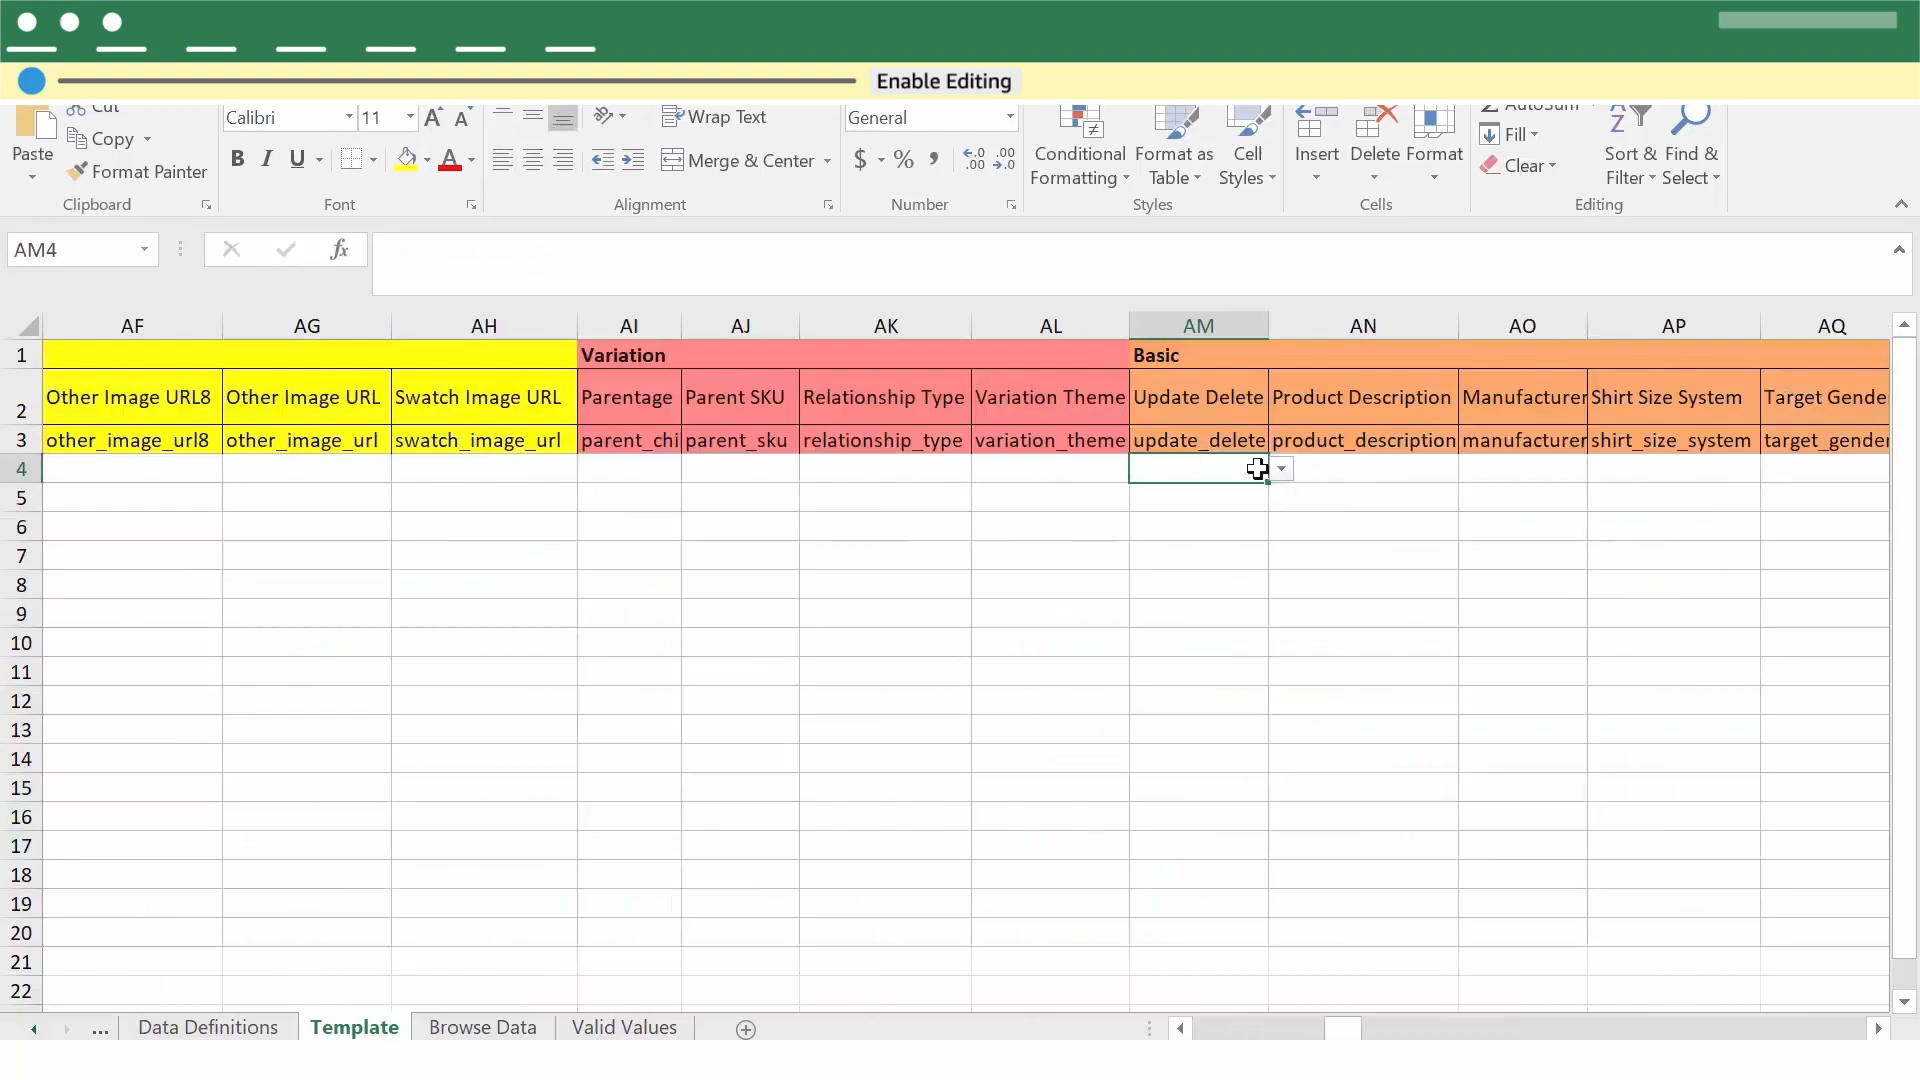 Enable Editing
Cut
Copy
Format Painter
Paste
Clipboard
Calibri 11 A A
B I U A
Font
Wrap Text
Merge & Center
Alignment
General
$ % , .0 .00 .00 .0
Number
Conditional Formatting
Format as Table
Cell Styles
Styles
Insert Delete Format
Cells
AutoSum
Fill
Clear
Sort & Filter
Find & Select
Editing
AM4 fx
AF AG AH AI AJ AK AL AM AN AO AP AQ
1 Variation Basic
2 Other Image URL8 Other Image URL Swatch Image URL Parentage Parent SKU Relationship Type Variation Theme Update Delete Product Description Manufacturer Shirt Size System Target Gende
3 other_image_url8 other_image_url swatch_image_url parent_chi parent_sku relationship_type variation_theme update_delete product_description manufacturer shirt_size_system target_gender
4
5
6
7
8
9
10
11
12
13
14
15
16
17
18
19
20
21
22
... Data Definitions Template Browse Data Valid Values